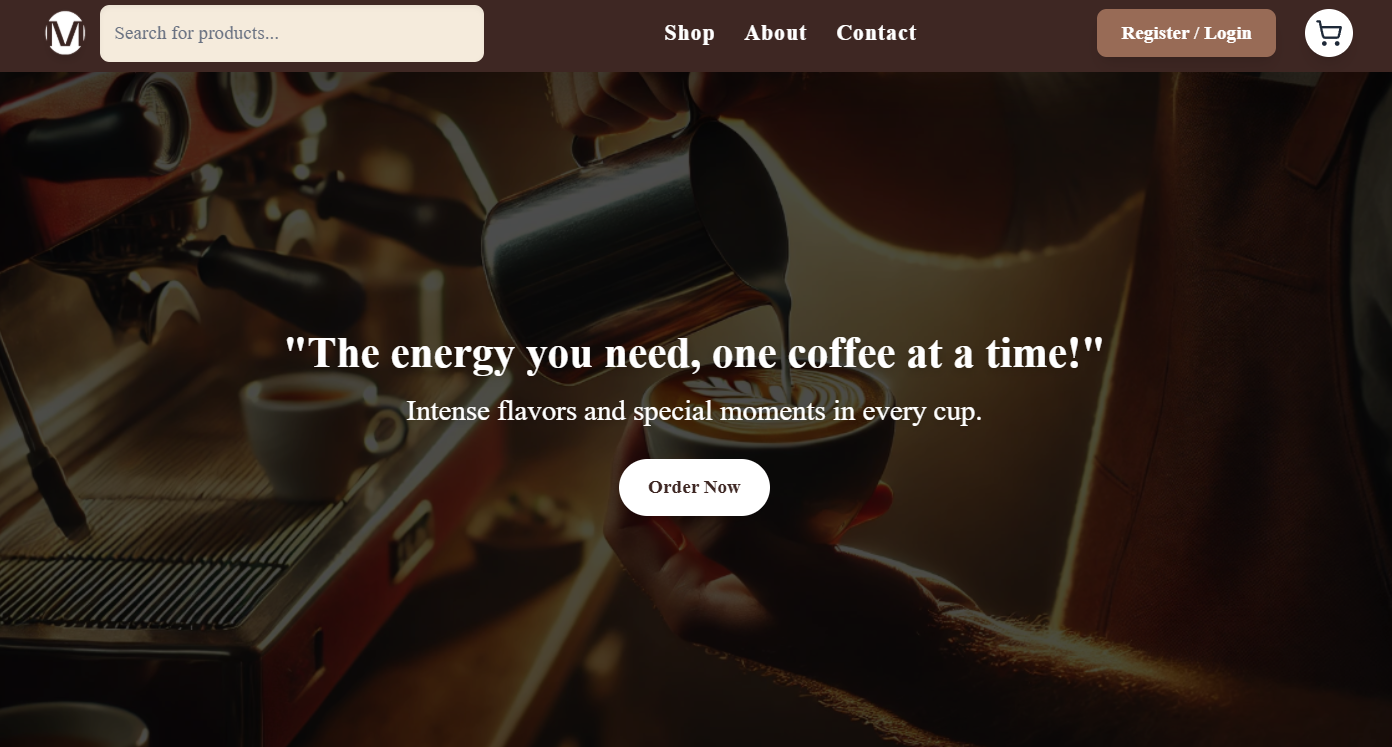 M
Search for products...
Shop
About
Contact
Register / Login
"The energy you need, one coffee at a time!"
Intense flavors and special moments in every cup.
Order Now